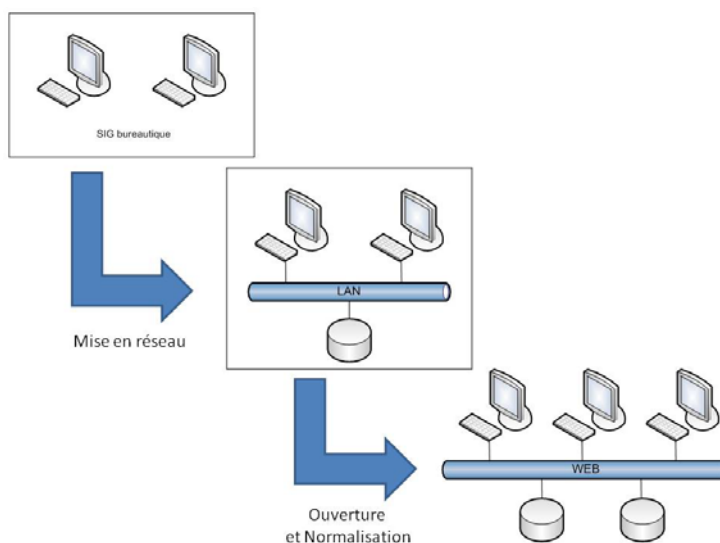 SIG bureautique
Mise en réseau
LAN
Ouverture
et Normalisation
WEB